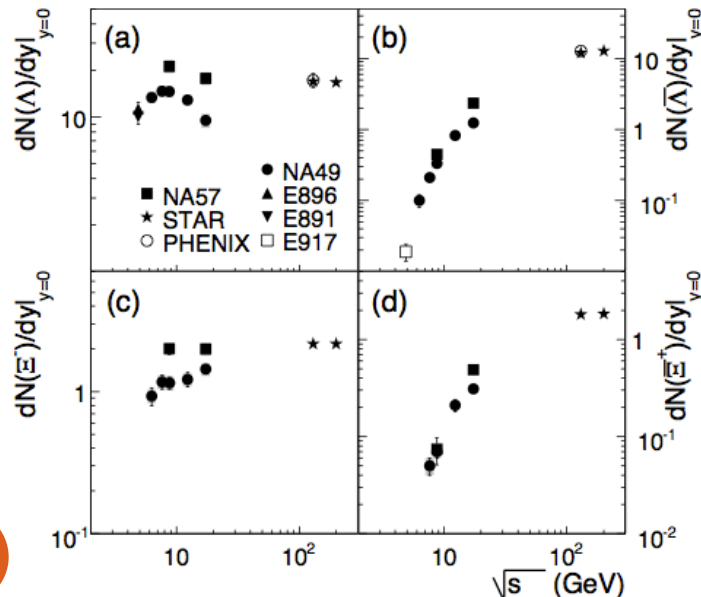 (a)
(b)
dN(Λ)/dy|y=0
10
NA57
STAR
PHENIX
NA49
E896
E891
E917
dN(Λ̅)/dy|y=0
10
1
10⁻¹
(c)
(d)
dN(Ξ⁻)/dy|y=0
1
10⁻¹
10
10²
dN(Ξ̅⁺)/dy|y=0
1
10⁻¹
10⁻²
10
10²
√s (GeV)